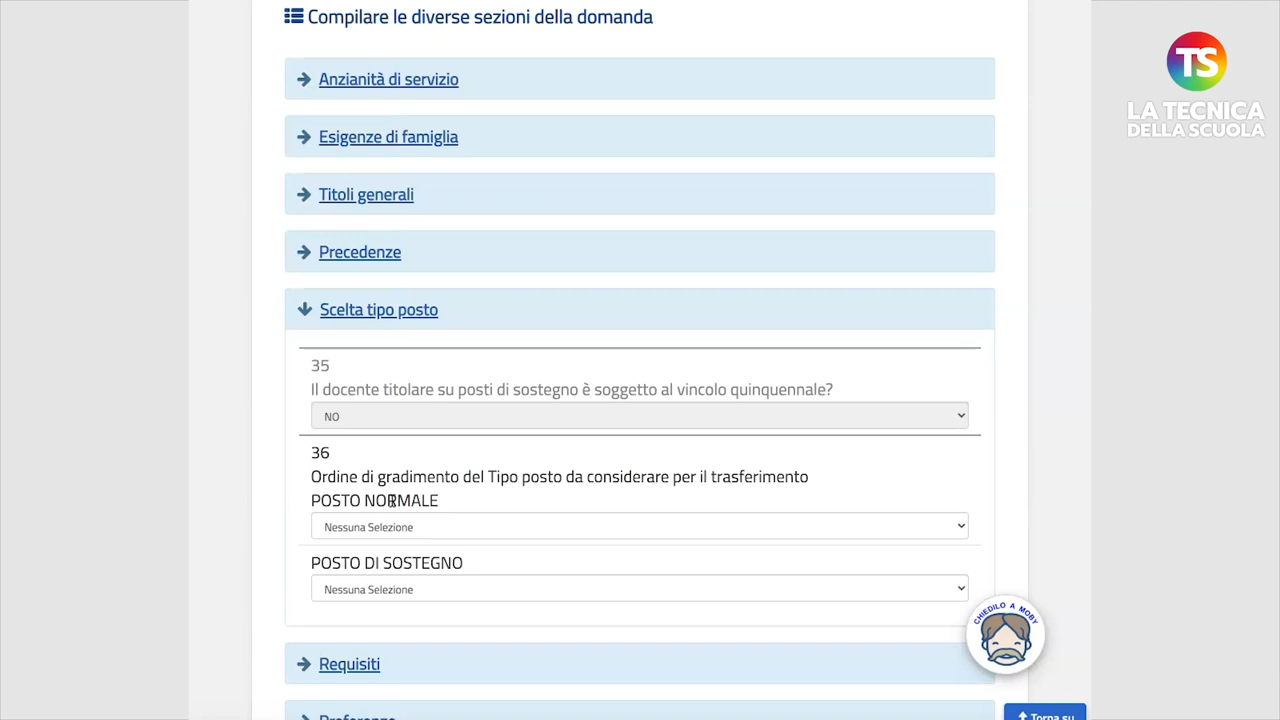 Compilare le diverse sezioni della domanda
TS
LA TECNICA
DELLA SCUOLA
Anzianità di servizio
Esigenze di famiglia
Titoli generali
Precedenze
Scelta tipo posto
35
Il docente titolare su posti di sostegno è soggetto al vincolo quinquennale?
NO
36
Ordine di gradimento del Tipo posto da considerare per il trasferimento
POSTO NORMALE
Nessuna Selezione
POSTO DI SOSTEGNO
Nessuna Selezione
CHIEDILO A MOBY
Requisiti
Preferenze
Torna su